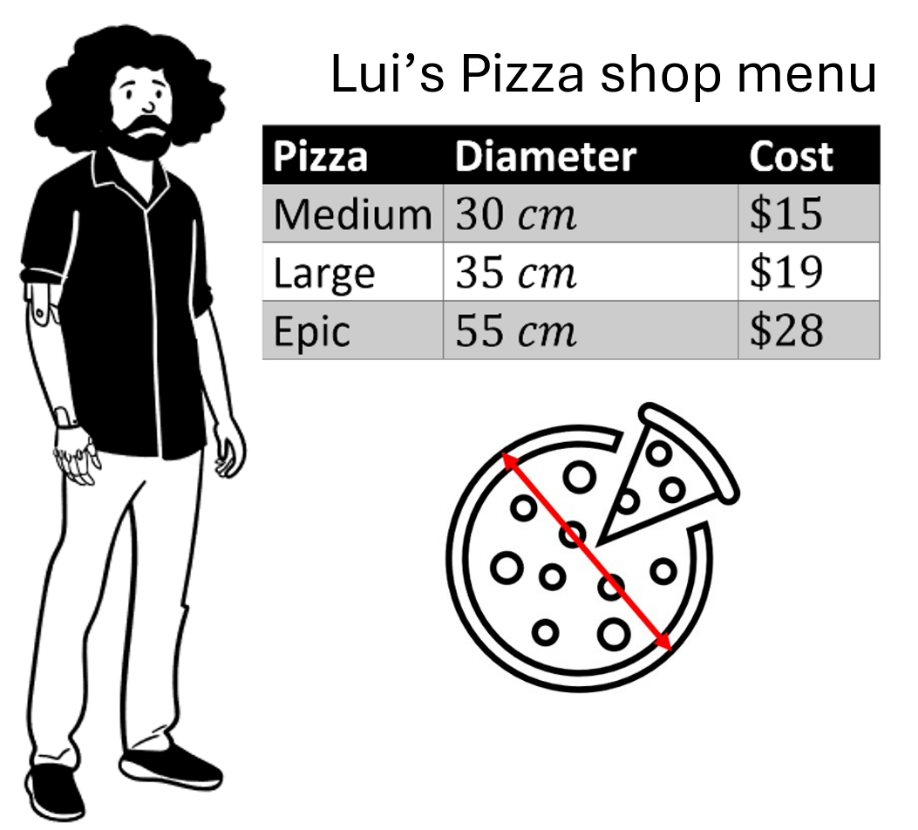 Lui’s Pizza shop menu
Pizza Diameter Cost
Medium 30 cm $15
Large 35 cm $19
Epic 55 cm $28